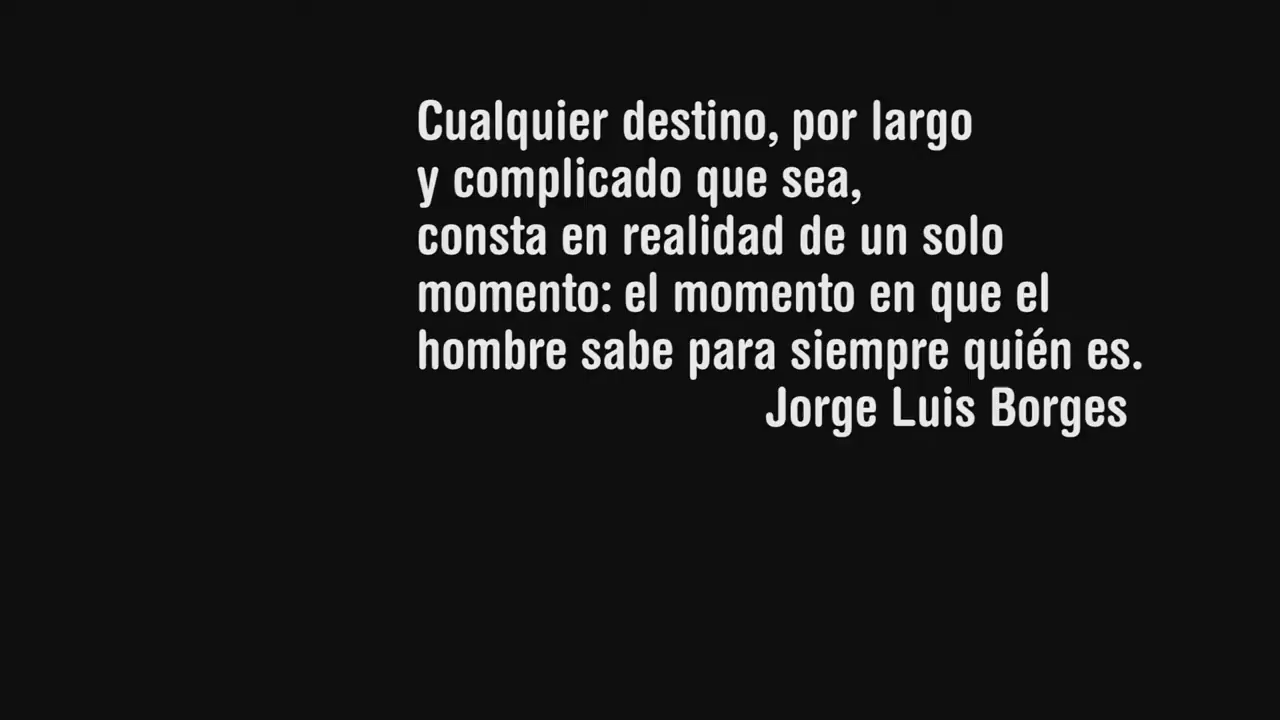 Cualquier destino, por largo
y complicado que sea,
consta en realidad de un solo
momento: el momento en que el
hombre sabe para siempre quién es.
Jorge Luis Borges